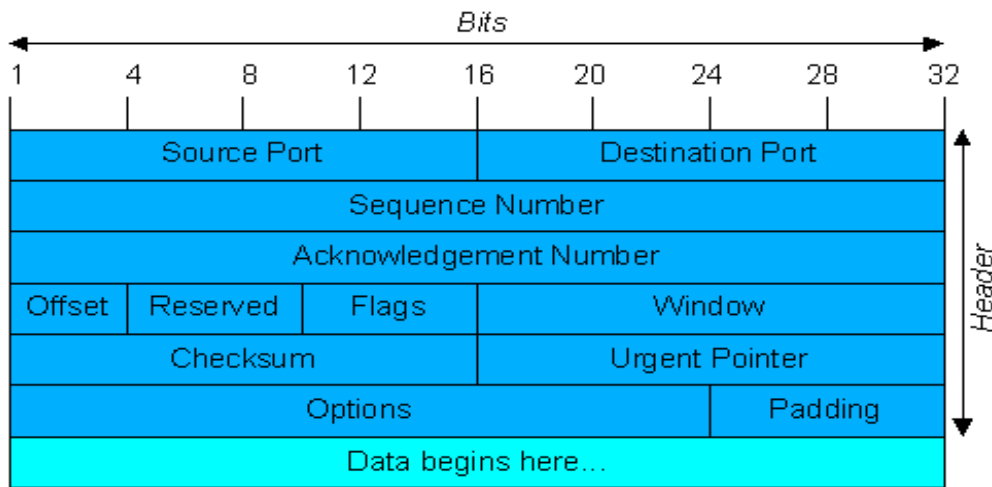 Bits
1 4 8 12 16 20 24 28 32
Source Port Destination Port
Sequence Number
Acknowledgement Number
Offset Reserved Flags Window
Checksum Urgent Pointer
Options Padding
Data begins here...
Header